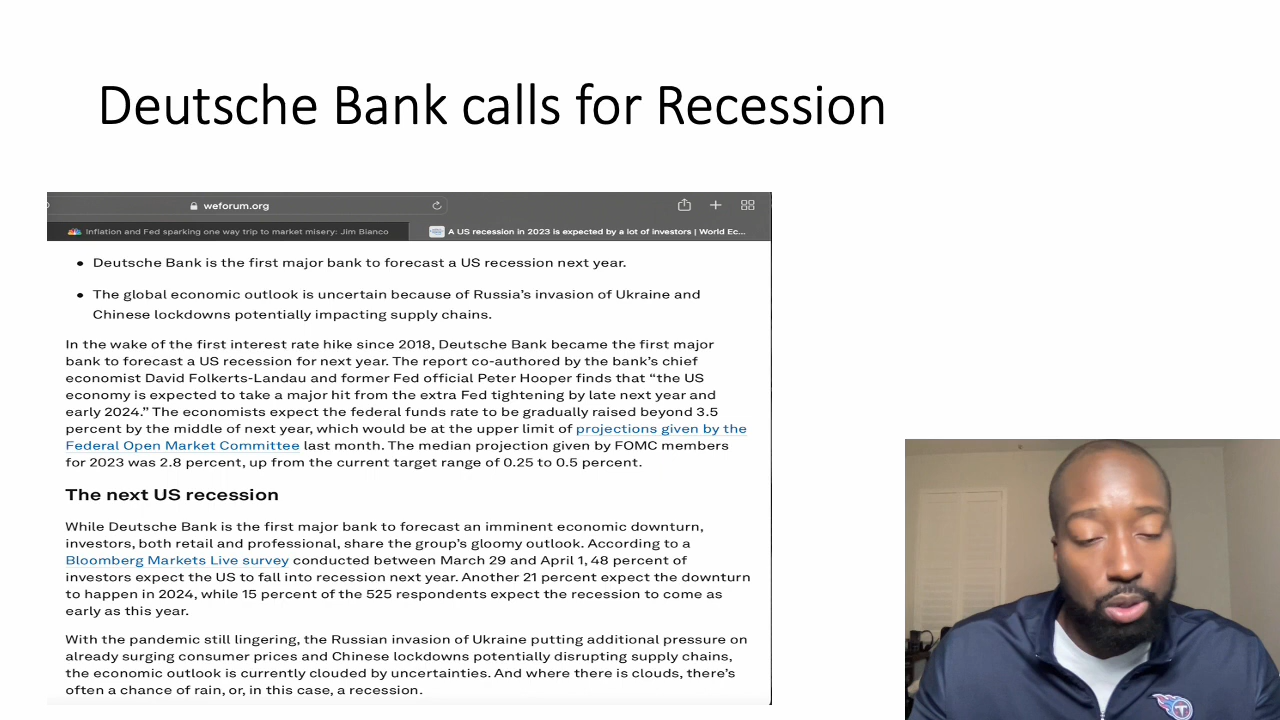 Deutsche Bank calls for Recession
weforum.org
Inflation and Fed sparking one way trip to market misery: Jim Bianco
A US recession in 2023 is expected by a lot of investors | World Ec...
• Deutsche Bank is the first major bank to forecast a US recession next year.
• The global economic outlook is uncertain because of Russia's invasion of Ukraine and
Chinese lockdowns potentially impacting supply chains.
In the wake of the first interest rate hike since 2018, Deutsche Bank became the first major
bank to forecast a US recession for next year. The report co-authored by the bank's chief
economist David Folkerts-Landau and former Fed official Peter Hooper finds that “the US
economy is expected to take a major hit from the extra Fed tightening by late next year and
early 2024.” The economists expect the federal funds rate to be gradually raised beyond 3.5
percent by the middle of next year, which would be at the upper limit of projections given by the
Federal Open Market Committee last month. The median projection given by FOMC members
for 2023 was 2.8 percent, up from the current target range of 0.25 to 0.5 percent.
The next US recession
While Deutsche Bank is the first major bank to forecast an imminent economic downturn,
investors, both retail and professional, share the group's gloomy outlook. According to a
Bloomberg Markets Live survey conducted between March 29 and April 1, 48 percent of
investors expect the US to fall into recession next year. Another 21 percent expect the downturn
to happen in 2024, while 15 percent of the 525 respondents expect the recession to come as
early as this year.
With the pandemic still lingering, the Russian invasion of Ukraine putting additional pressure on
already surging consumer prices and Chinese lockdowns potentially disrupting supply chains,
the economic outlook is currently clouded by uncertainties. And where there is clouds, there's
often a chance of rain, or, in this case, a recession.
T